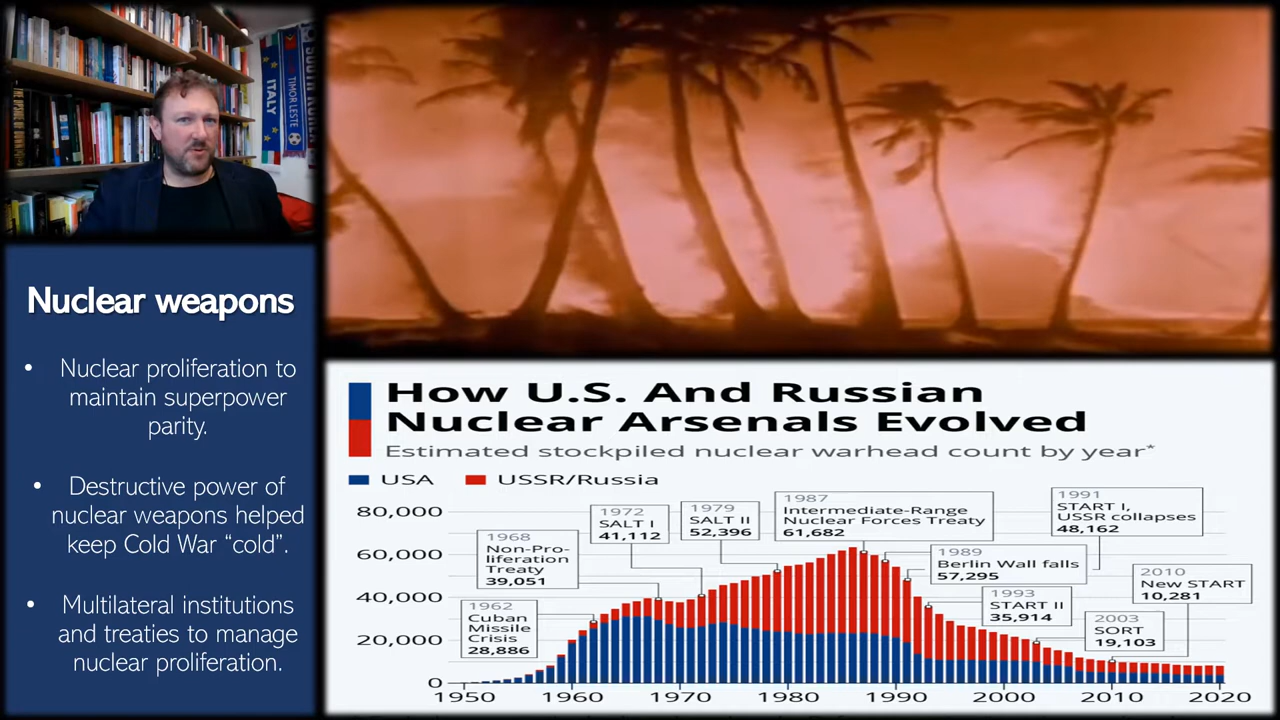 ITALY
TIMOR LESTE
SOUTH KOREA
Nuclear weapons
• Nuclear proliferation to
maintain superpower
parity.
• Destructive power of
nuclear weapons helped
keep Cold War “cold”.
• Multilateral institutions
and treaties to manage
nuclear proliferation.
How U.S. And Russian
Nuclear Arsenals Evolved
Estimated stockpiled nuclear warhead count by year*
USA USSR/Russia
80,000
60,000
40,000
20,000
0
1962
Cuban
Missile
Crisis
28,886
1968
Non-Pro-
liferation
Treaty
39,051
1972
SALT I
41,112
1979
SALT II
52,396
1987
Intermediate-Range
Nuclear Forces Treaty
61,682
1989
Berlin Wall falls
57,295
1991
START I,
USSR collapses
48,162
1993
START II
35,914
2003
SORT
19,103
2010
New START
10,281
1950 1960 1970 1980 1990 2000 2010 2020